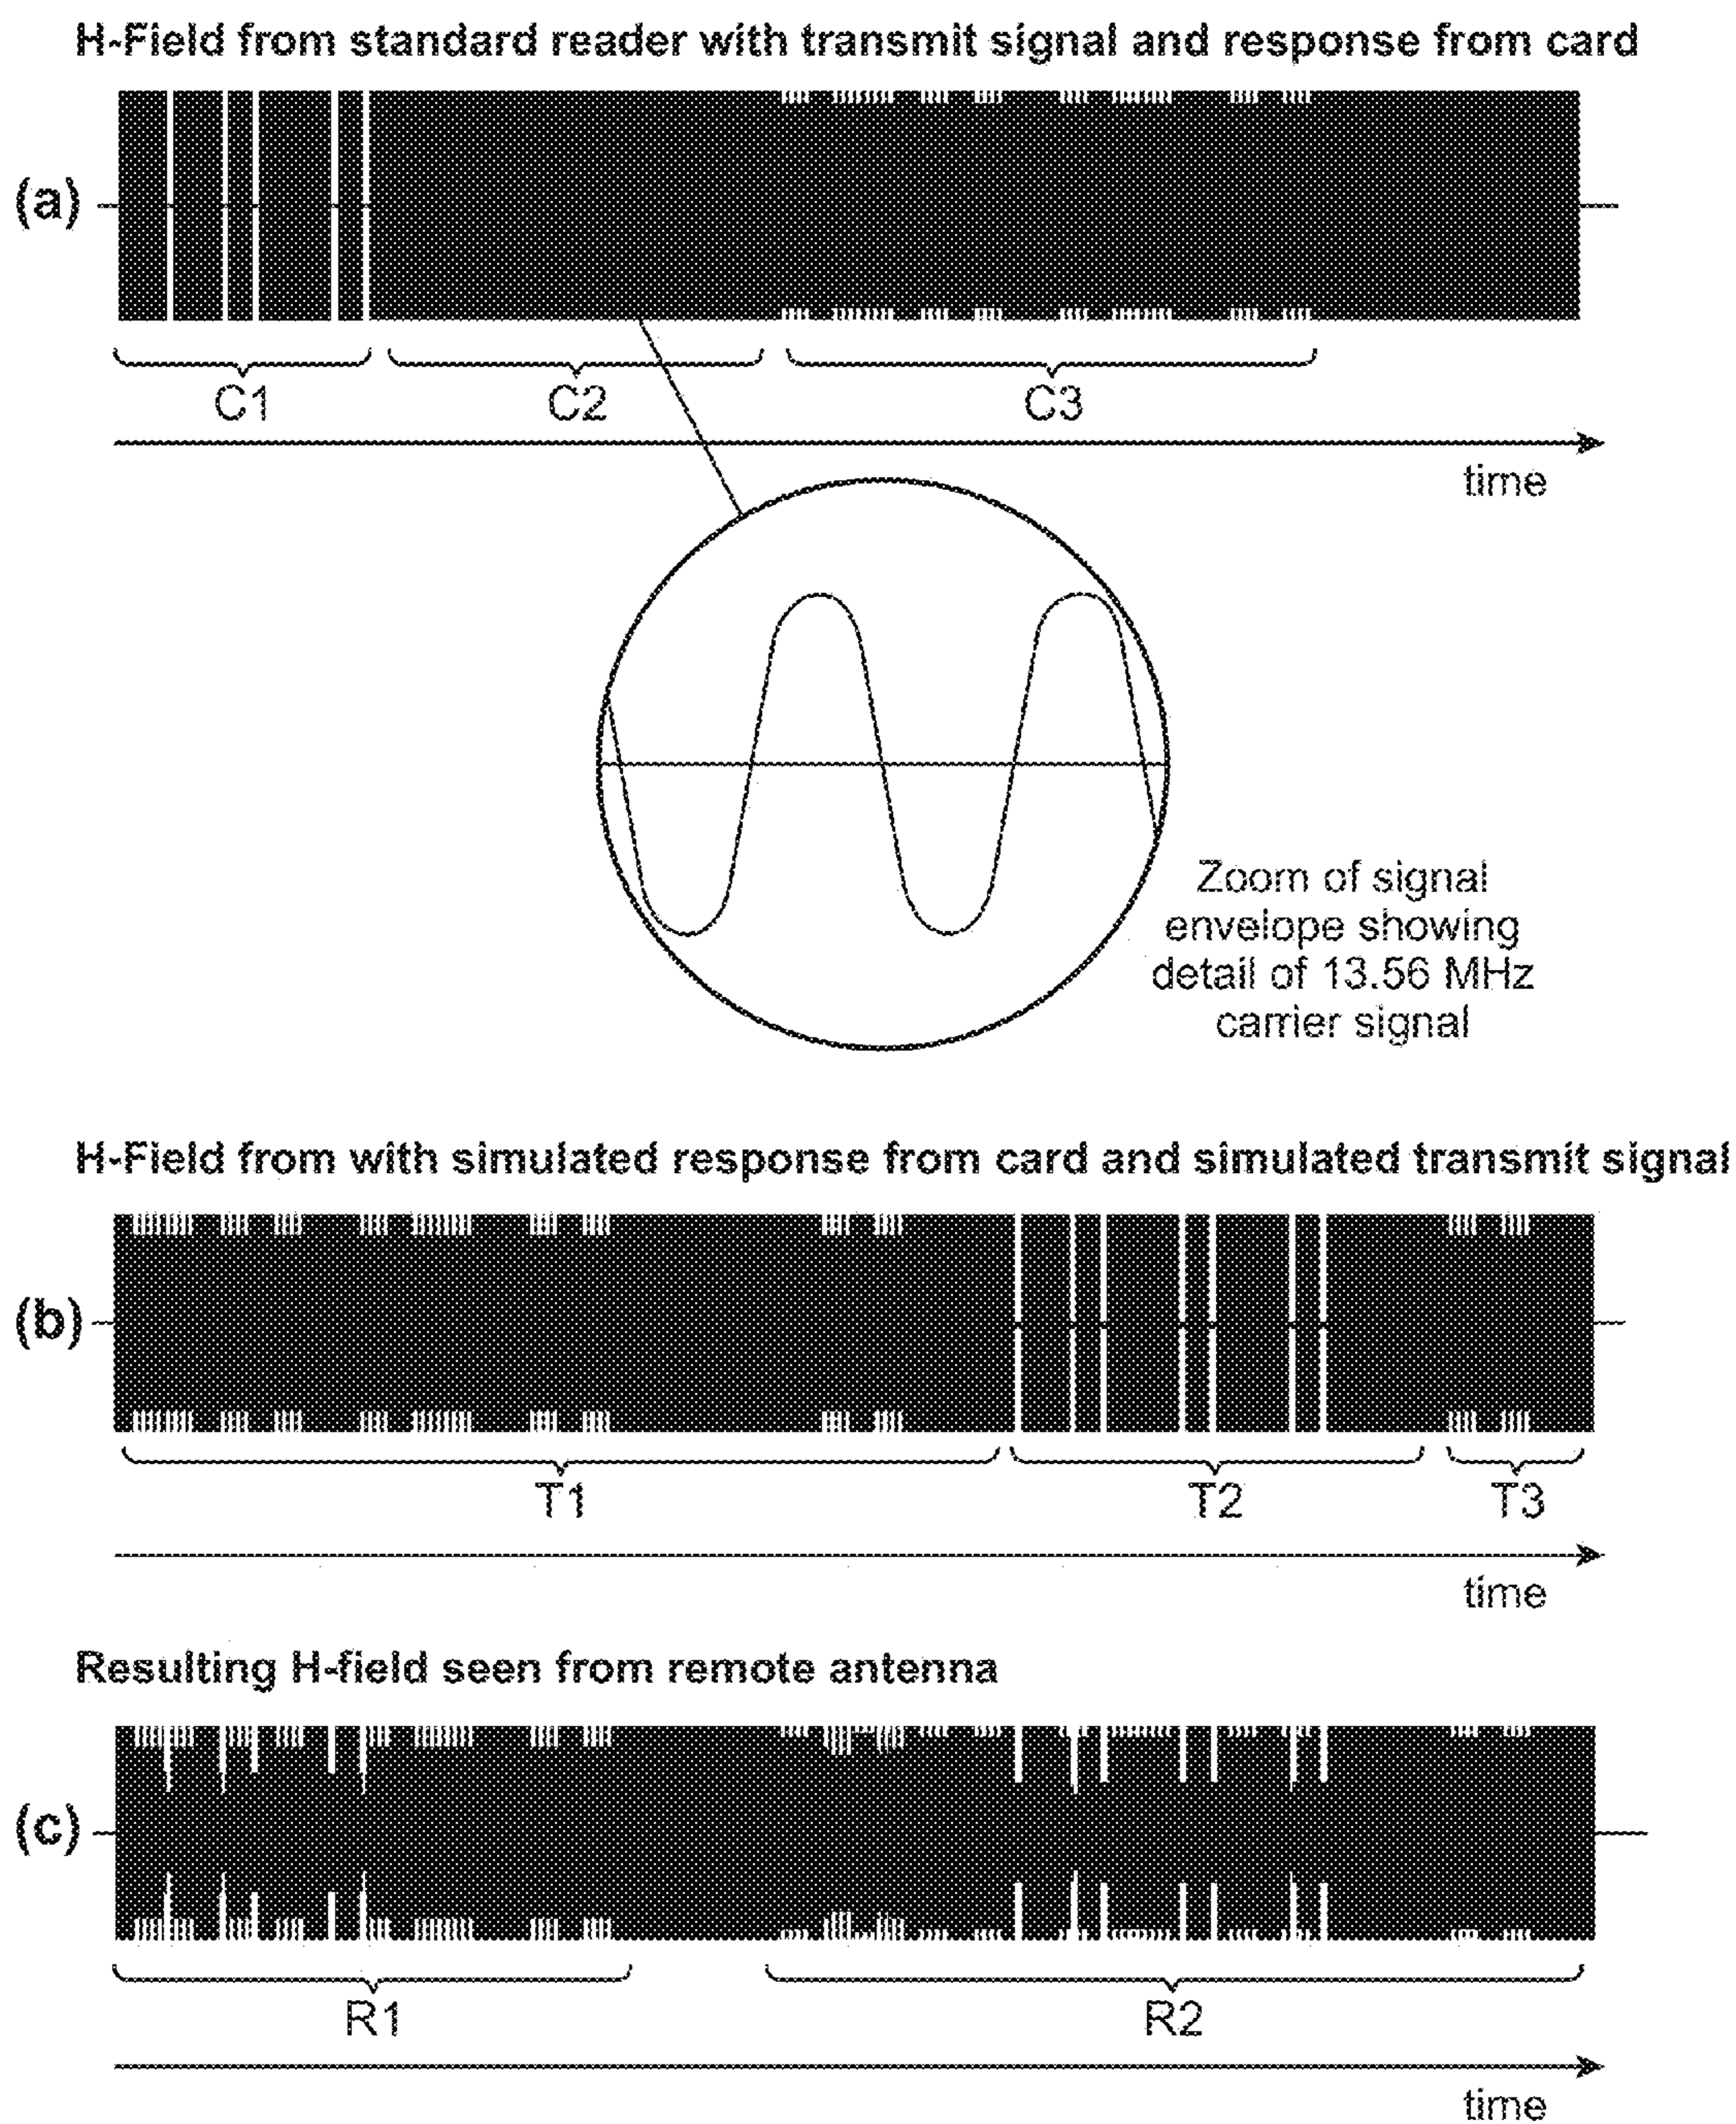 H-Field from standard reader with transmit signal and response from card
(a)
C1
C2
C3
time
Zoom of signal
envelope showing
detail of 13.56 MHz
carrier signal
H-Field from with simulated response from card and simulated transmit signal
(b)
T1
T2
T3
time
Resulting H-field seen from remote antenna
(c)
R1
R2
time